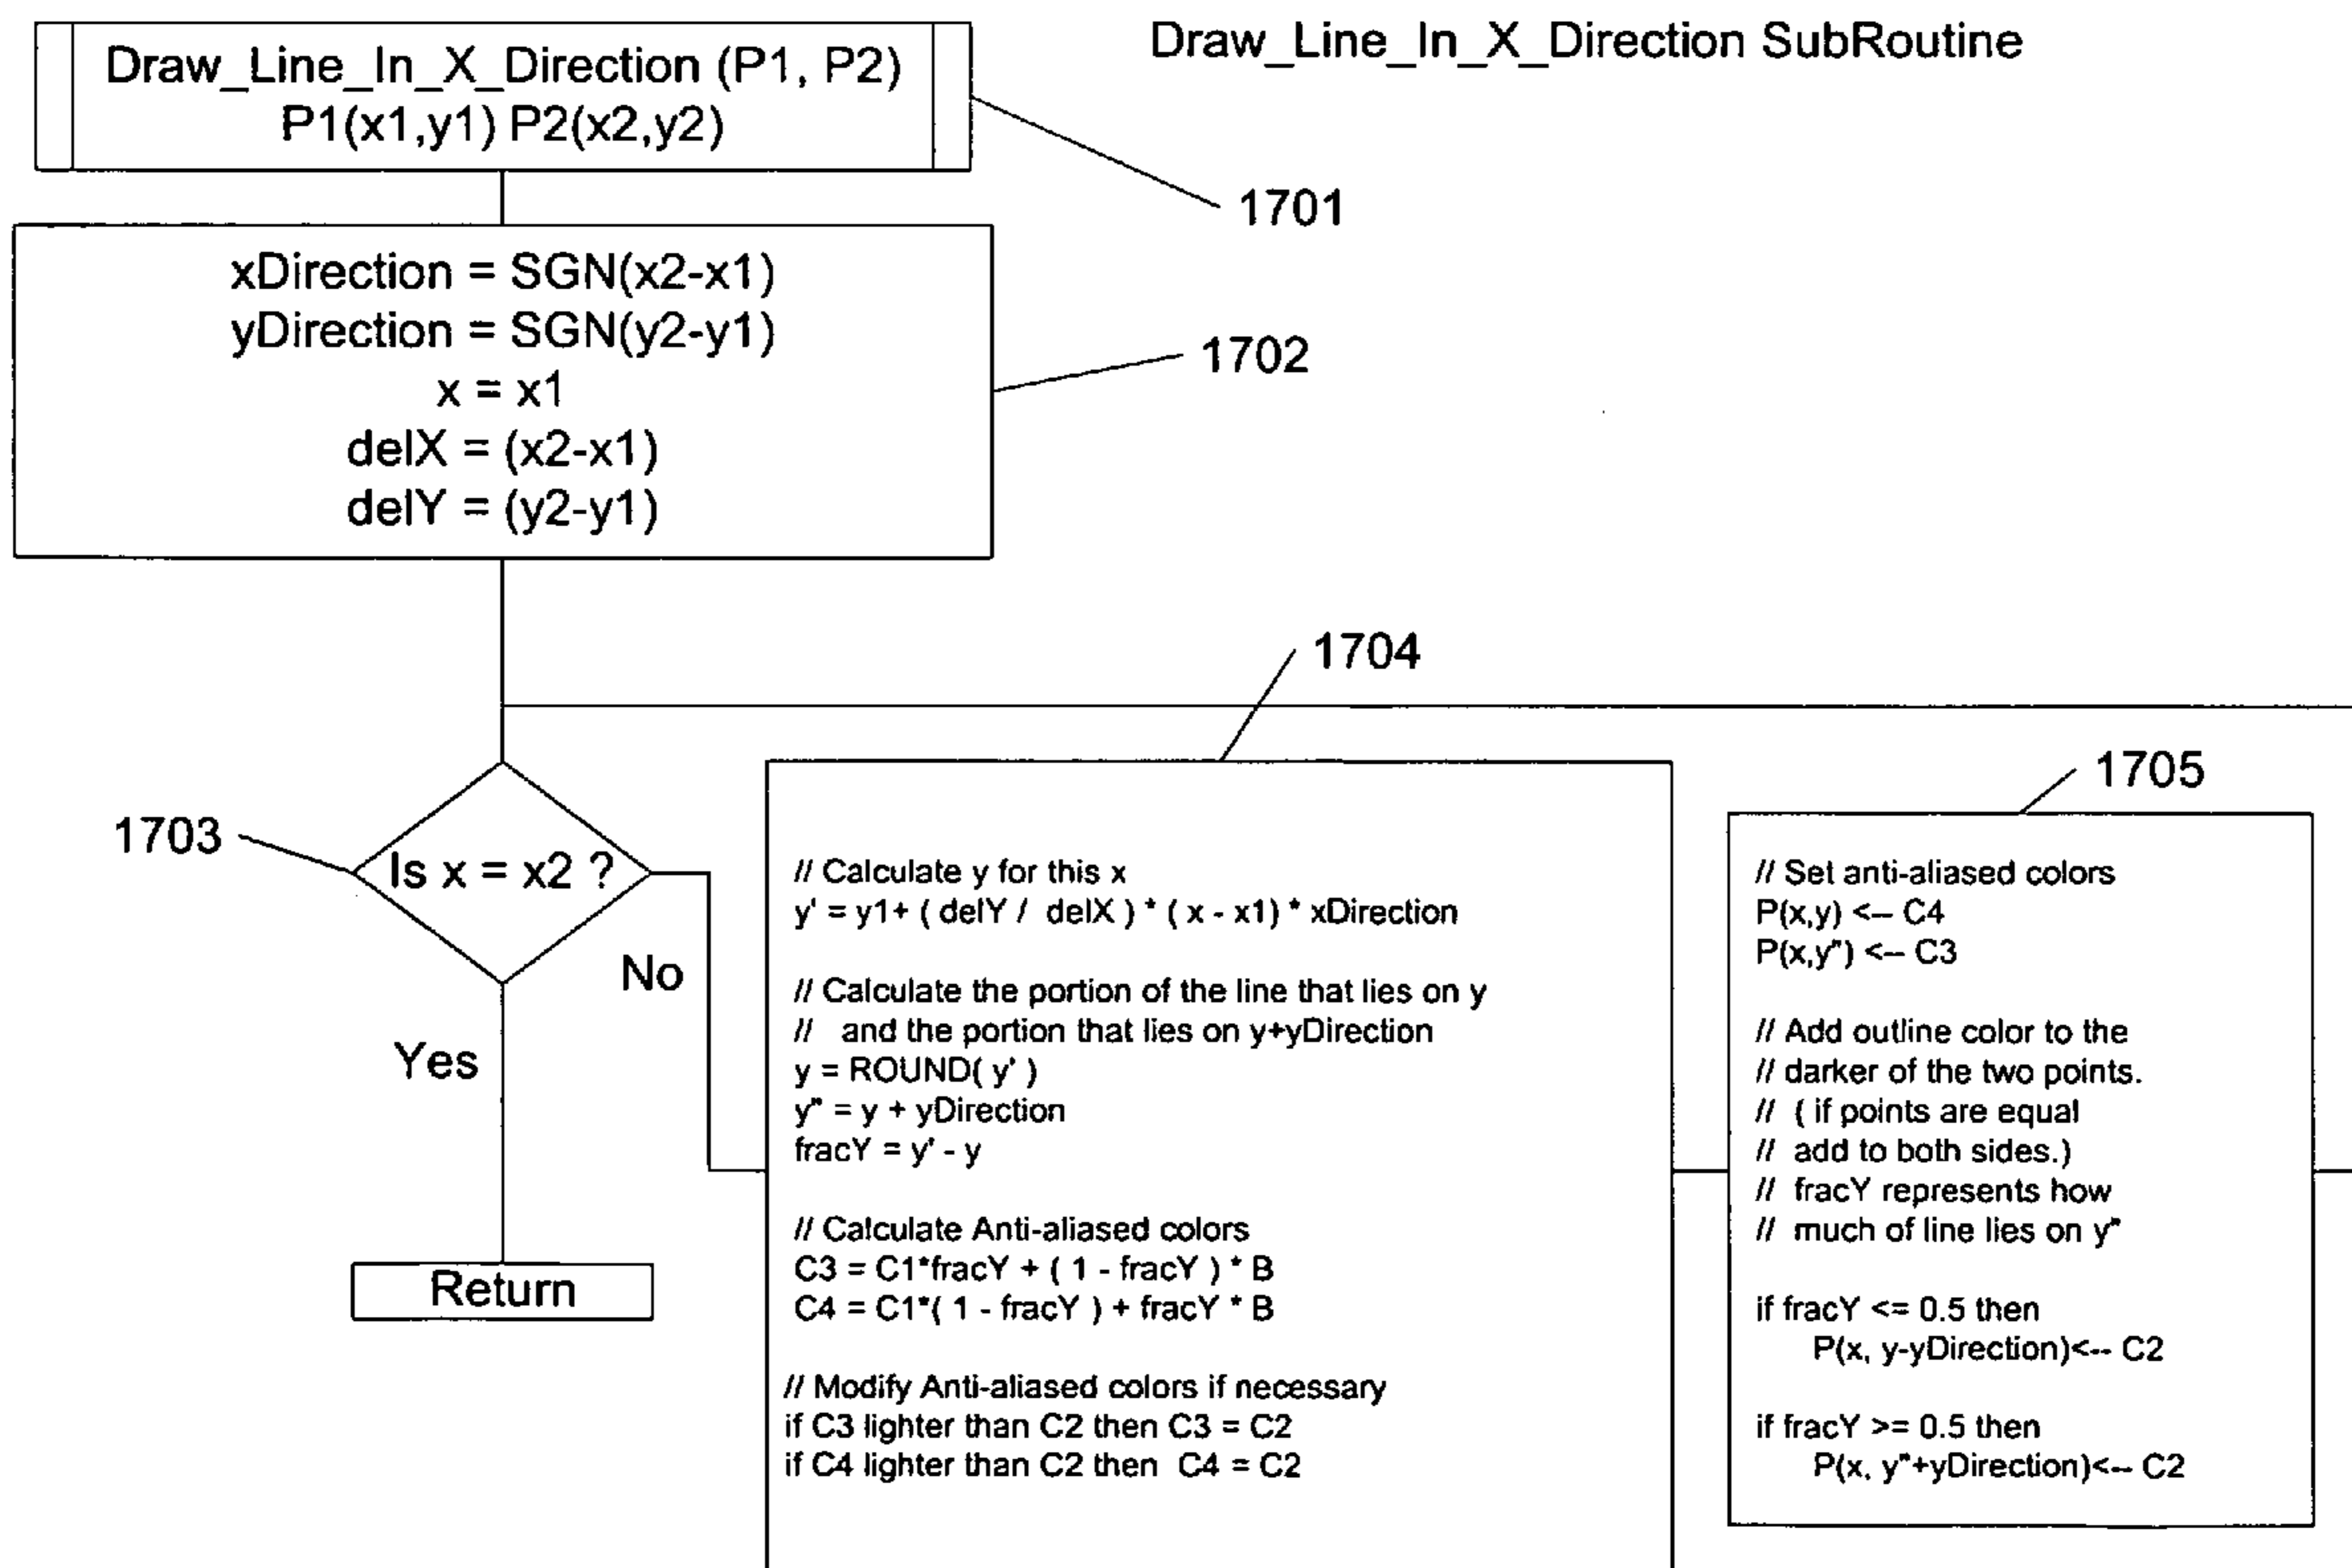 Draw_Line_In_X_Direction SubRoutine
Draw_Line_In_X_Direction (P1, P2)
P1(x1,y1) P2(x2,y2)
1701
xDirection = SGN(x2-x1)
yDirection = SGN(y2-y1)
x = x1
delX = (x2-x1)
delY = (y2-y1)
1702
1703
Is x = x2 ?
No
Yes
Return
1704
// Calculate y for this x
y' = y1+ ( delY / delX ) * ( x - x1) * xDirection
// Calculate the portion of the line that lies on y
// and the portion that lies on y+yDirection
y = ROUND( y' )
y" = y + yDirection
fracY = y' - y
// Calculate Anti-aliased colors
C3 = C1*fracY + ( 1 - fracY ) * B
C4 = C1*( 1 - fracY ) + fracY * B
// Modify Anti-aliased colors if necessary
if C3 lighter than C2 then C3 = C2
if C4 lighter than C2 then C4 = C2
1705
// Set anti-aliased colors
P(x,y) <-- C4
P(x,y") <-- C3
// Add outline color to the
// darker of the two points.
// ( if points are equal
// add to both sides.)
// fracY represents how
// much of line lies on y"
if fracY <= 0.5 then
P(x, y-yDirection)<-- C2
if fracY >= 0.5 then
P(x, y"+yDirection)<-- C2